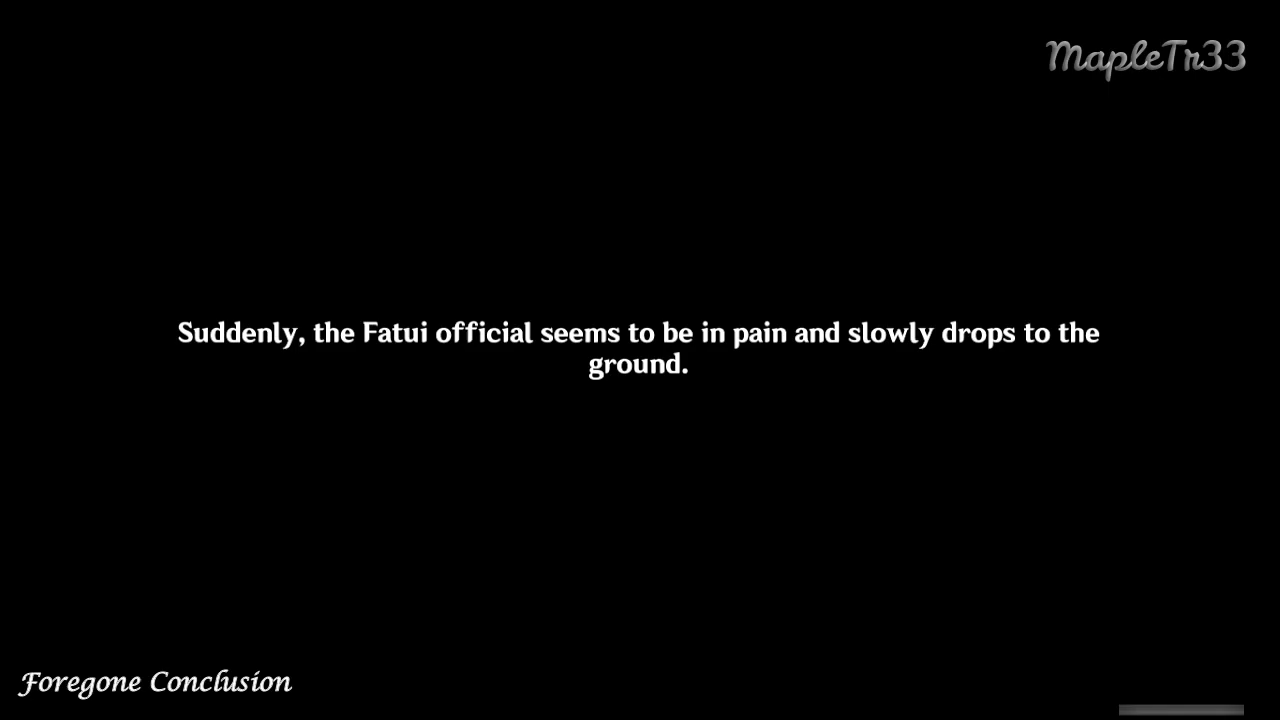 MapleTr33
Suddenly, the Fatui official seems to be in pain and slowly drops to the
ground.
Foregone Conclusion